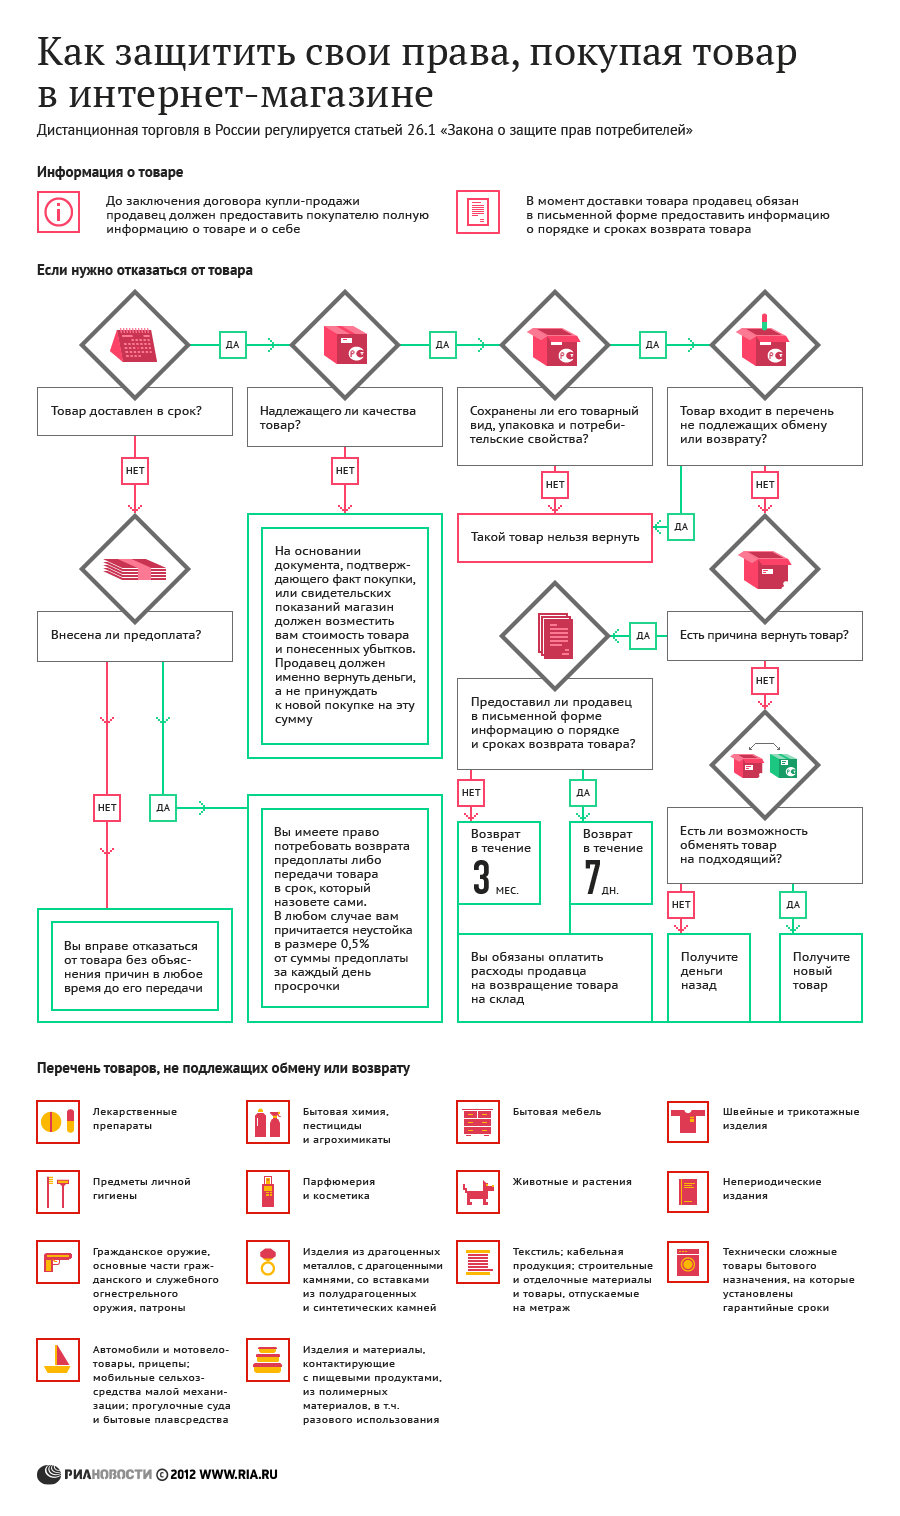 Как защитить свои права, покупая товар
в интернет-магазине
Дистанционная торговля в России регулируется статьей 26.1 «Закона о защите прав потребителей»
Информация о товаре
До заключения договора купли-продажи
продавец должен предоставить покупателю полную
информацию о товаре и о себе
В момент доставки товара продавец обязан
в письменной форме предоставить информацию
о порядке и сроках возврата товара
Если нужно отказаться от товара
ДА
ДА
ДА
Товар доставлен в срок?
Надлежащего ли качества
товар?
Сохранены ли его товарный
вид, упаковка и потреби-
тельские свойства?
Товар входит в перечень
не подлежащих обмену
или возврату?
НЕТ
НЕТ
НЕТ
НЕТ
ДА
Такой товар нельзя вернуть
На основании
документа, подтверж-
дающего факт покупки,
или свидетельских
показаний магазин
должен возместить
вам стоимость товара
и понесенных убытков.
Продавец должен
именно вернуть деньги,
а не принуждать
к новой покупке на эту
сумму
Внесена ли предоплата?
ДА
Есть причина вернуть товар?
НЕТ
Предоставил ли продавец
в письменной форме
информацию о порядке
и сроках возврата товара?
НЕТ
ДА
НЕТ
ДА
Вы имеете право
потребовать возврата
предоплаты либо
передачи товара
в срок, который
назовете сами.
В любом случае вам
причитается неустойка
в размере 0,5%
от суммы предоплаты
за каждый день
просрочки
Возврат
в течение
3 МЕС.
Возврат
в течение
7 ДН.
Есть ли возможность
обменять товар
на подходящий?
НЕТ
ДА
Вы вправе отказаться
от товара без объяс-
нения причин в любое
время до его передачи
Вы обязаны оплатить
расходы продавца
на возвращение товара
на склад
Получите
деньги
назад
Получите
новый
товар
Перечень товаров, не подлежащих обмену или возврату
Лекарственные
препараты
Бытовая химия,
пестициды
и агрохимикаты
Бытовая мебель
Швейные и трикотажные
изделия
Предметы личной
гигиены
Парфюмерия
и косметика
Животные и растения
Непериодические
издания
Гражданское оружие,
основные части граж-
данского и служебного
огнестрельного
оружия, патроны
Изделия из драгоценных
металлов, с драгоценными
камнями, со вставками
из полудрагоценных
и синтетических камней
Текстиль; кабельная
продукция; строительные
и отделочные материалы
и товары, отпускаемые
на метраж
Технически сложные
товары бытового
назначения, на которые
установлены
гарантийные сроки
Автомобили и мотовело-
товары, прицепы;
мобильные сельхоз-
средства малой механи-
зации; прогулочные суда
и бытовые плавсредства
Изделия и материалы,
контактирующие
с пищевыми продуктами,
из полимерных
материалов, в т.ч.
разового использования
РИАНОВОСТИ © 2012 WWW.RIA.RU